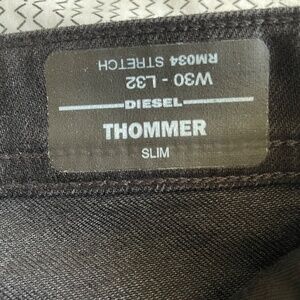 W30 - L32
RM034 STRETCH
DIESEL
THOMMER
SLIM